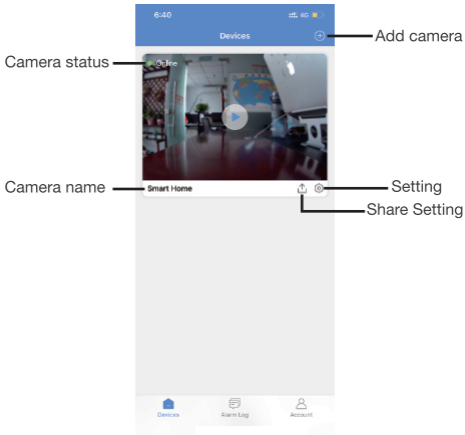 6:40
4G
Devices
Add camera
Camera status
Online
Camera name
Smart Home
Setting
Share Setting
Devices
Alarm Log
Account